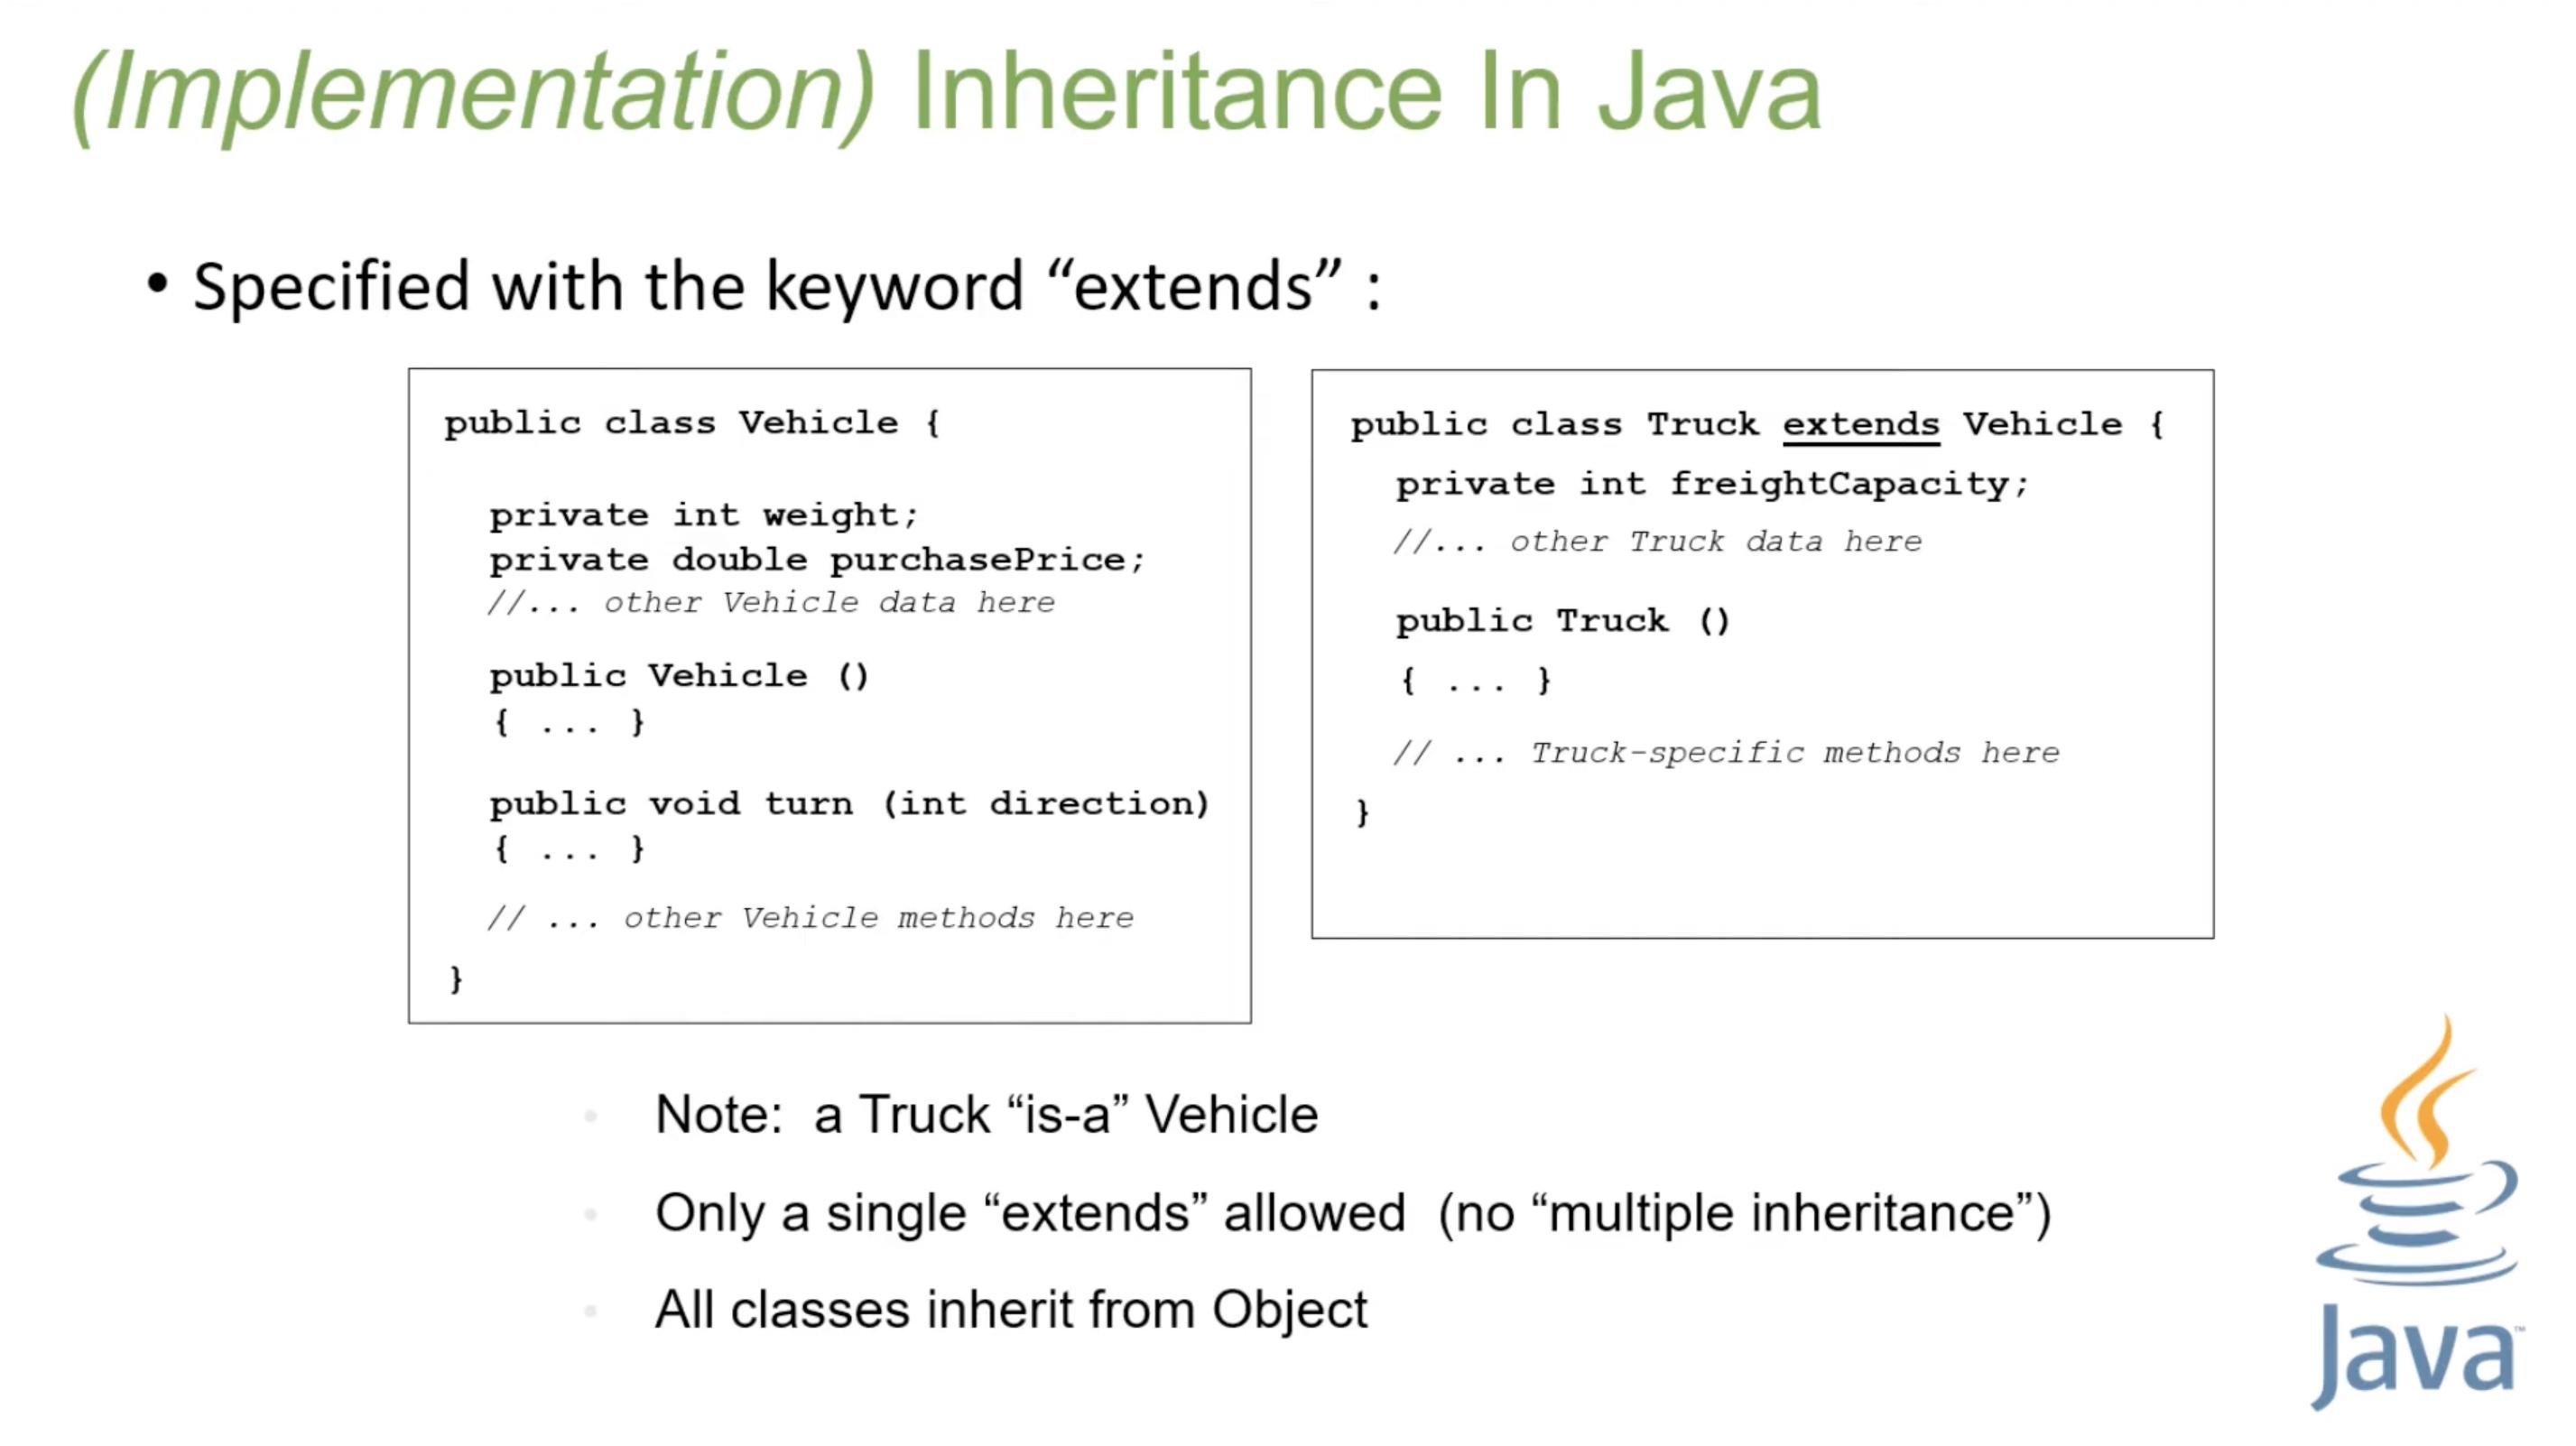 (Implementation) Inheritance In Java
• Specified with the keyword “extends” :
public class Vehicle {
private int weight;
private double purchasePrice;
//... other Vehicle data here
public Vehicle ()
{ ... }
public void turn (int direction)
{ ... }
// ... other Vehicle methods here
}
public class Truck extends Vehicle {
private int freightCapacity;
//... other Truck data here
public Truck ()
{ ... }
// ... Truck-specific methods here
}
• Note: a Truck “is-a” Vehicle
• Only a single “extends” allowed (no “multiple inheritance”)
• All classes inherit from Object
Java™